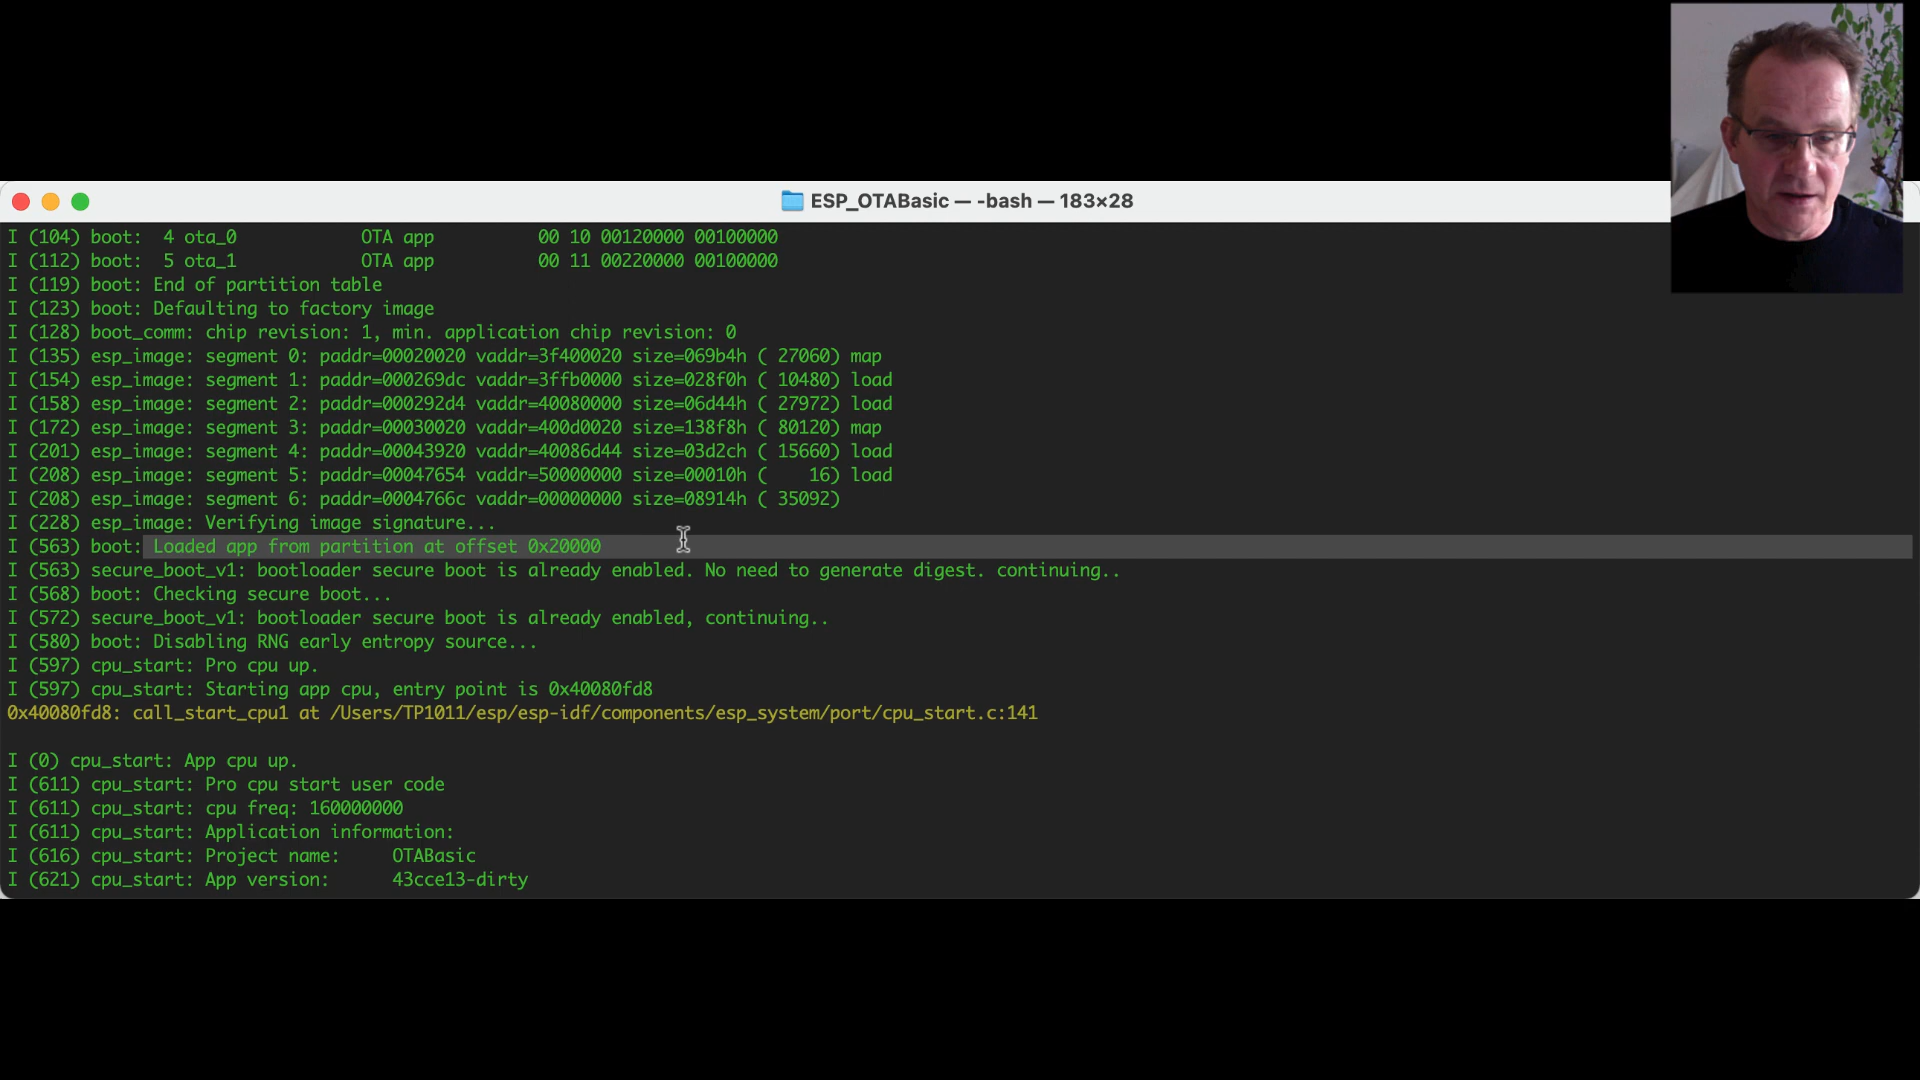 ESP_OTABasic — -bash — 183×28
I (104) boot:  4 ota_0            OTA app          00 10 00120000 00100000
I (112) boot:  5 ota_1            OTA app          00 11 00220000 00100000
I (119) boot: End of partition table
I (123) boot: Defaulting to factory image
I (128) boot_comm: chip revision: 1, min. application chip revision: 0
I (135) esp_image: segment 0: paddr=00020020 vaddr=3f400020 size=069b4h ( 27060) map
I (154) esp_image: segment 1: paddr=000269dc vaddr=3ffb0000 size=028f0h ( 10480) load
I (158) esp_image: segment 2: paddr=000292d4 vaddr=40080000 size=06d44h ( 27972) load
I (172) esp_image: segment 3: paddr=00030020 vaddr=400d0020 size=138f8h ( 80120) map
I (201) esp_image: segment 4: paddr=00043920 vaddr=40086d44 size=03d2ch ( 15660) load
I (208) esp_image: segment 5: paddr=00047654 vaddr=50000000 size=00010h (    16) load
I (208) esp_image: segment 6: paddr=0004766c vaddr=00000000 size=08914h ( 35092)
I (228) esp_image: Verifying image signature...
I (563) boot: Loaded app from partition at offset 0x20000
I (563) secure_boot_v1: bootloader secure boot is already enabled. No need to generate digest. continuing..
I (568) boot: Checking secure boot...
I (572) secure_boot_v1: bootloader secure boot is already enabled, continuing..
I (580) boot: Disabling RNG early entropy source...
I (597) cpu_start: Pro cpu up.
I (597) cpu_start: Starting app cpu, entry point is 0x40080fd8
0x40080fd8: call_start_cpu1 at /Users/TP1011/esp/esp-idf/components/esp_system/port/cpu_start.c:141
I (0) cpu_start: App cpu up.
I (611) cpu_start: Pro cpu start user code
I (611) cpu_start: cpu freq: 160000000
I (611) cpu_start: Application information:
I (616) cpu_start: Project name:     OTABasic
I (621) cpu_start: App version:      43cce13-dirty